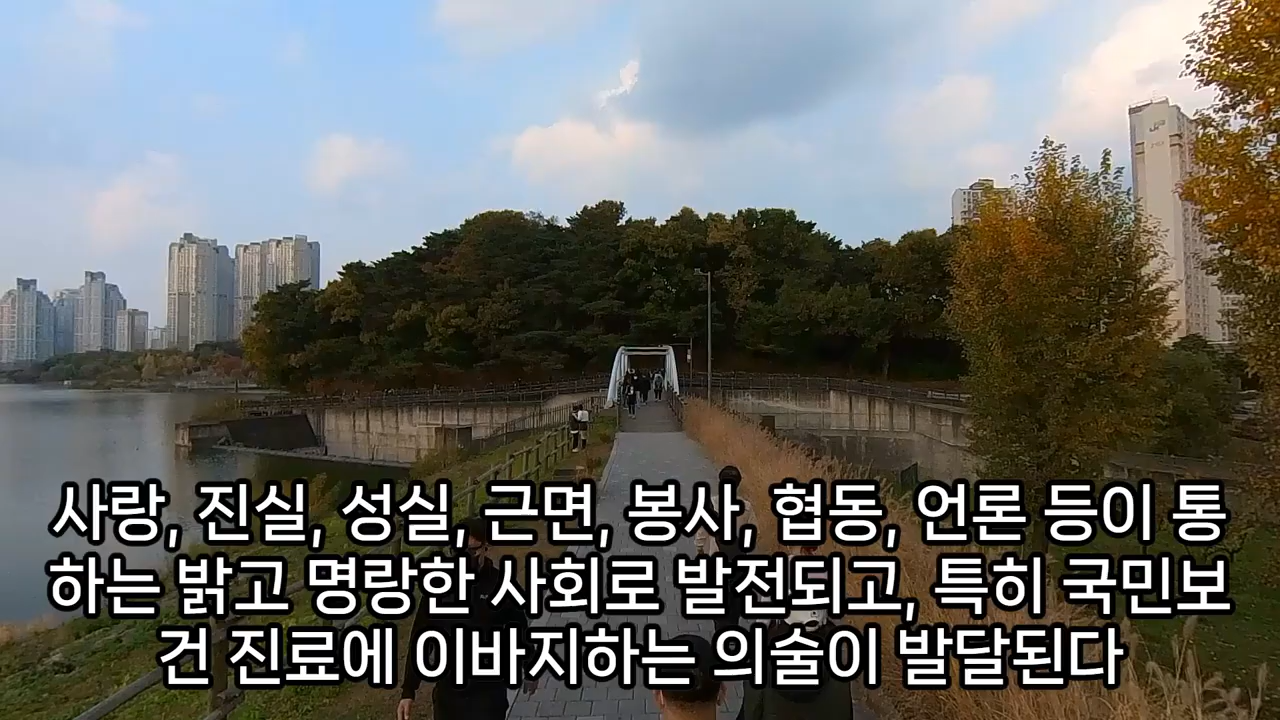 사랑, 진실, 성실, 근면, 봉사, 협동, 언론 등이 통
하는 밝고 명랑한 사회로 발전되고, 특히 국민보
건 진료에 이바지하는 의술이 발달된다